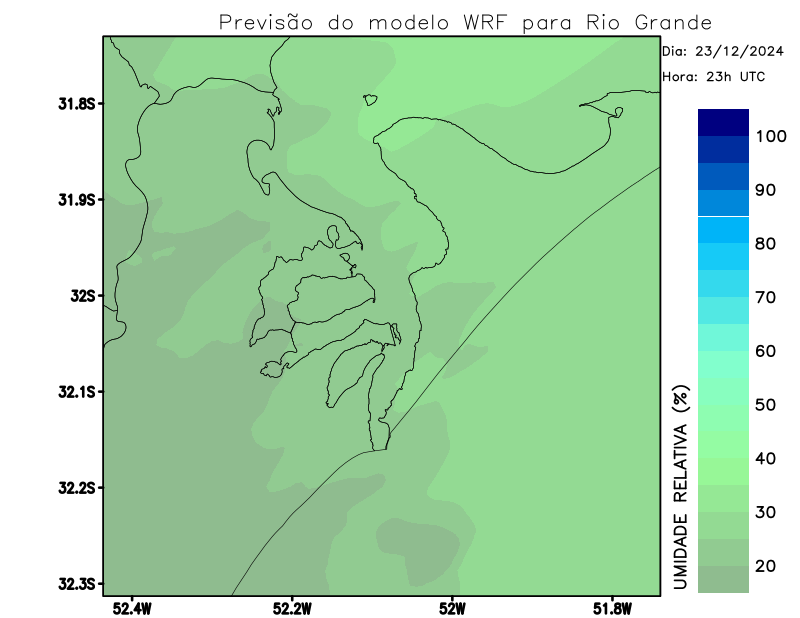 Previsão do modelo WRF para Rio Grande
Dia: 23/12/2024
Hora: 23h UTC
31.8S
31.9S
32S
32.1S
32.2S
32.3S
52.4W
52.2W
52W
51.8W
100
90
80
70
60
50
40
30
20
UMIDADE RELATIVA (%)